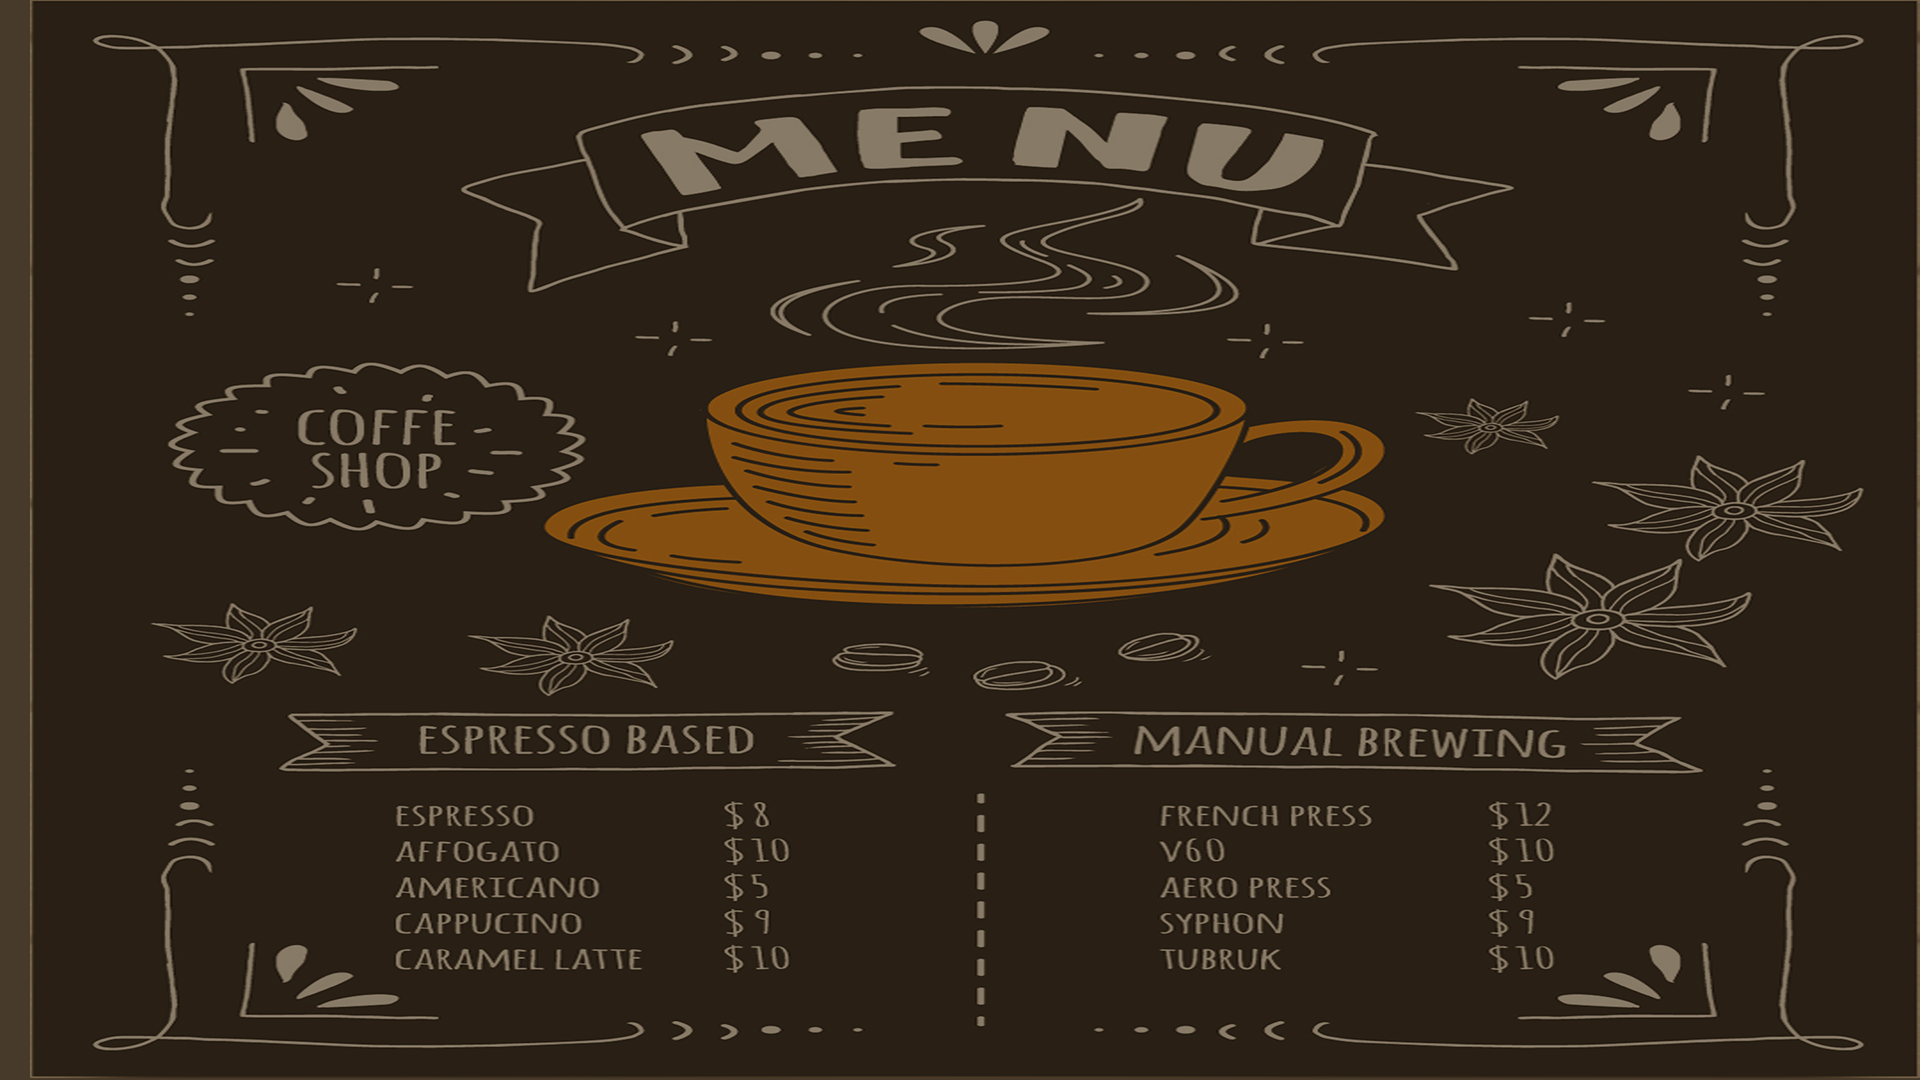 MENU
COFFE
SHOP
ESPRESSO BASED
ESPRESSO $8
AFFOGATO $10
AMERICANO $5
CAPPUCINO $9
CARAMEL LATTE $10
MANUAL BREWING
FRENCH PRESS $12
V60 $10
AERO PRESS $5
SYPHON $9
TUBRUK $10